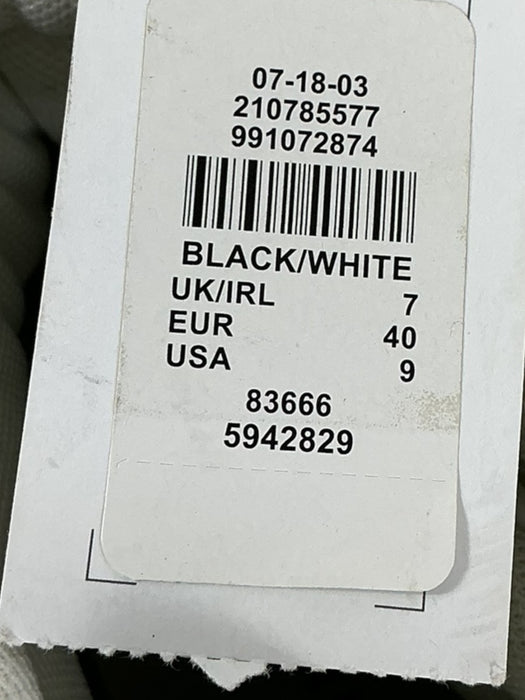 07-18-03
210785577
991072874
BLACK/WHITE
UK/IRL 7
EUR 40
USA 9
83666
5942829